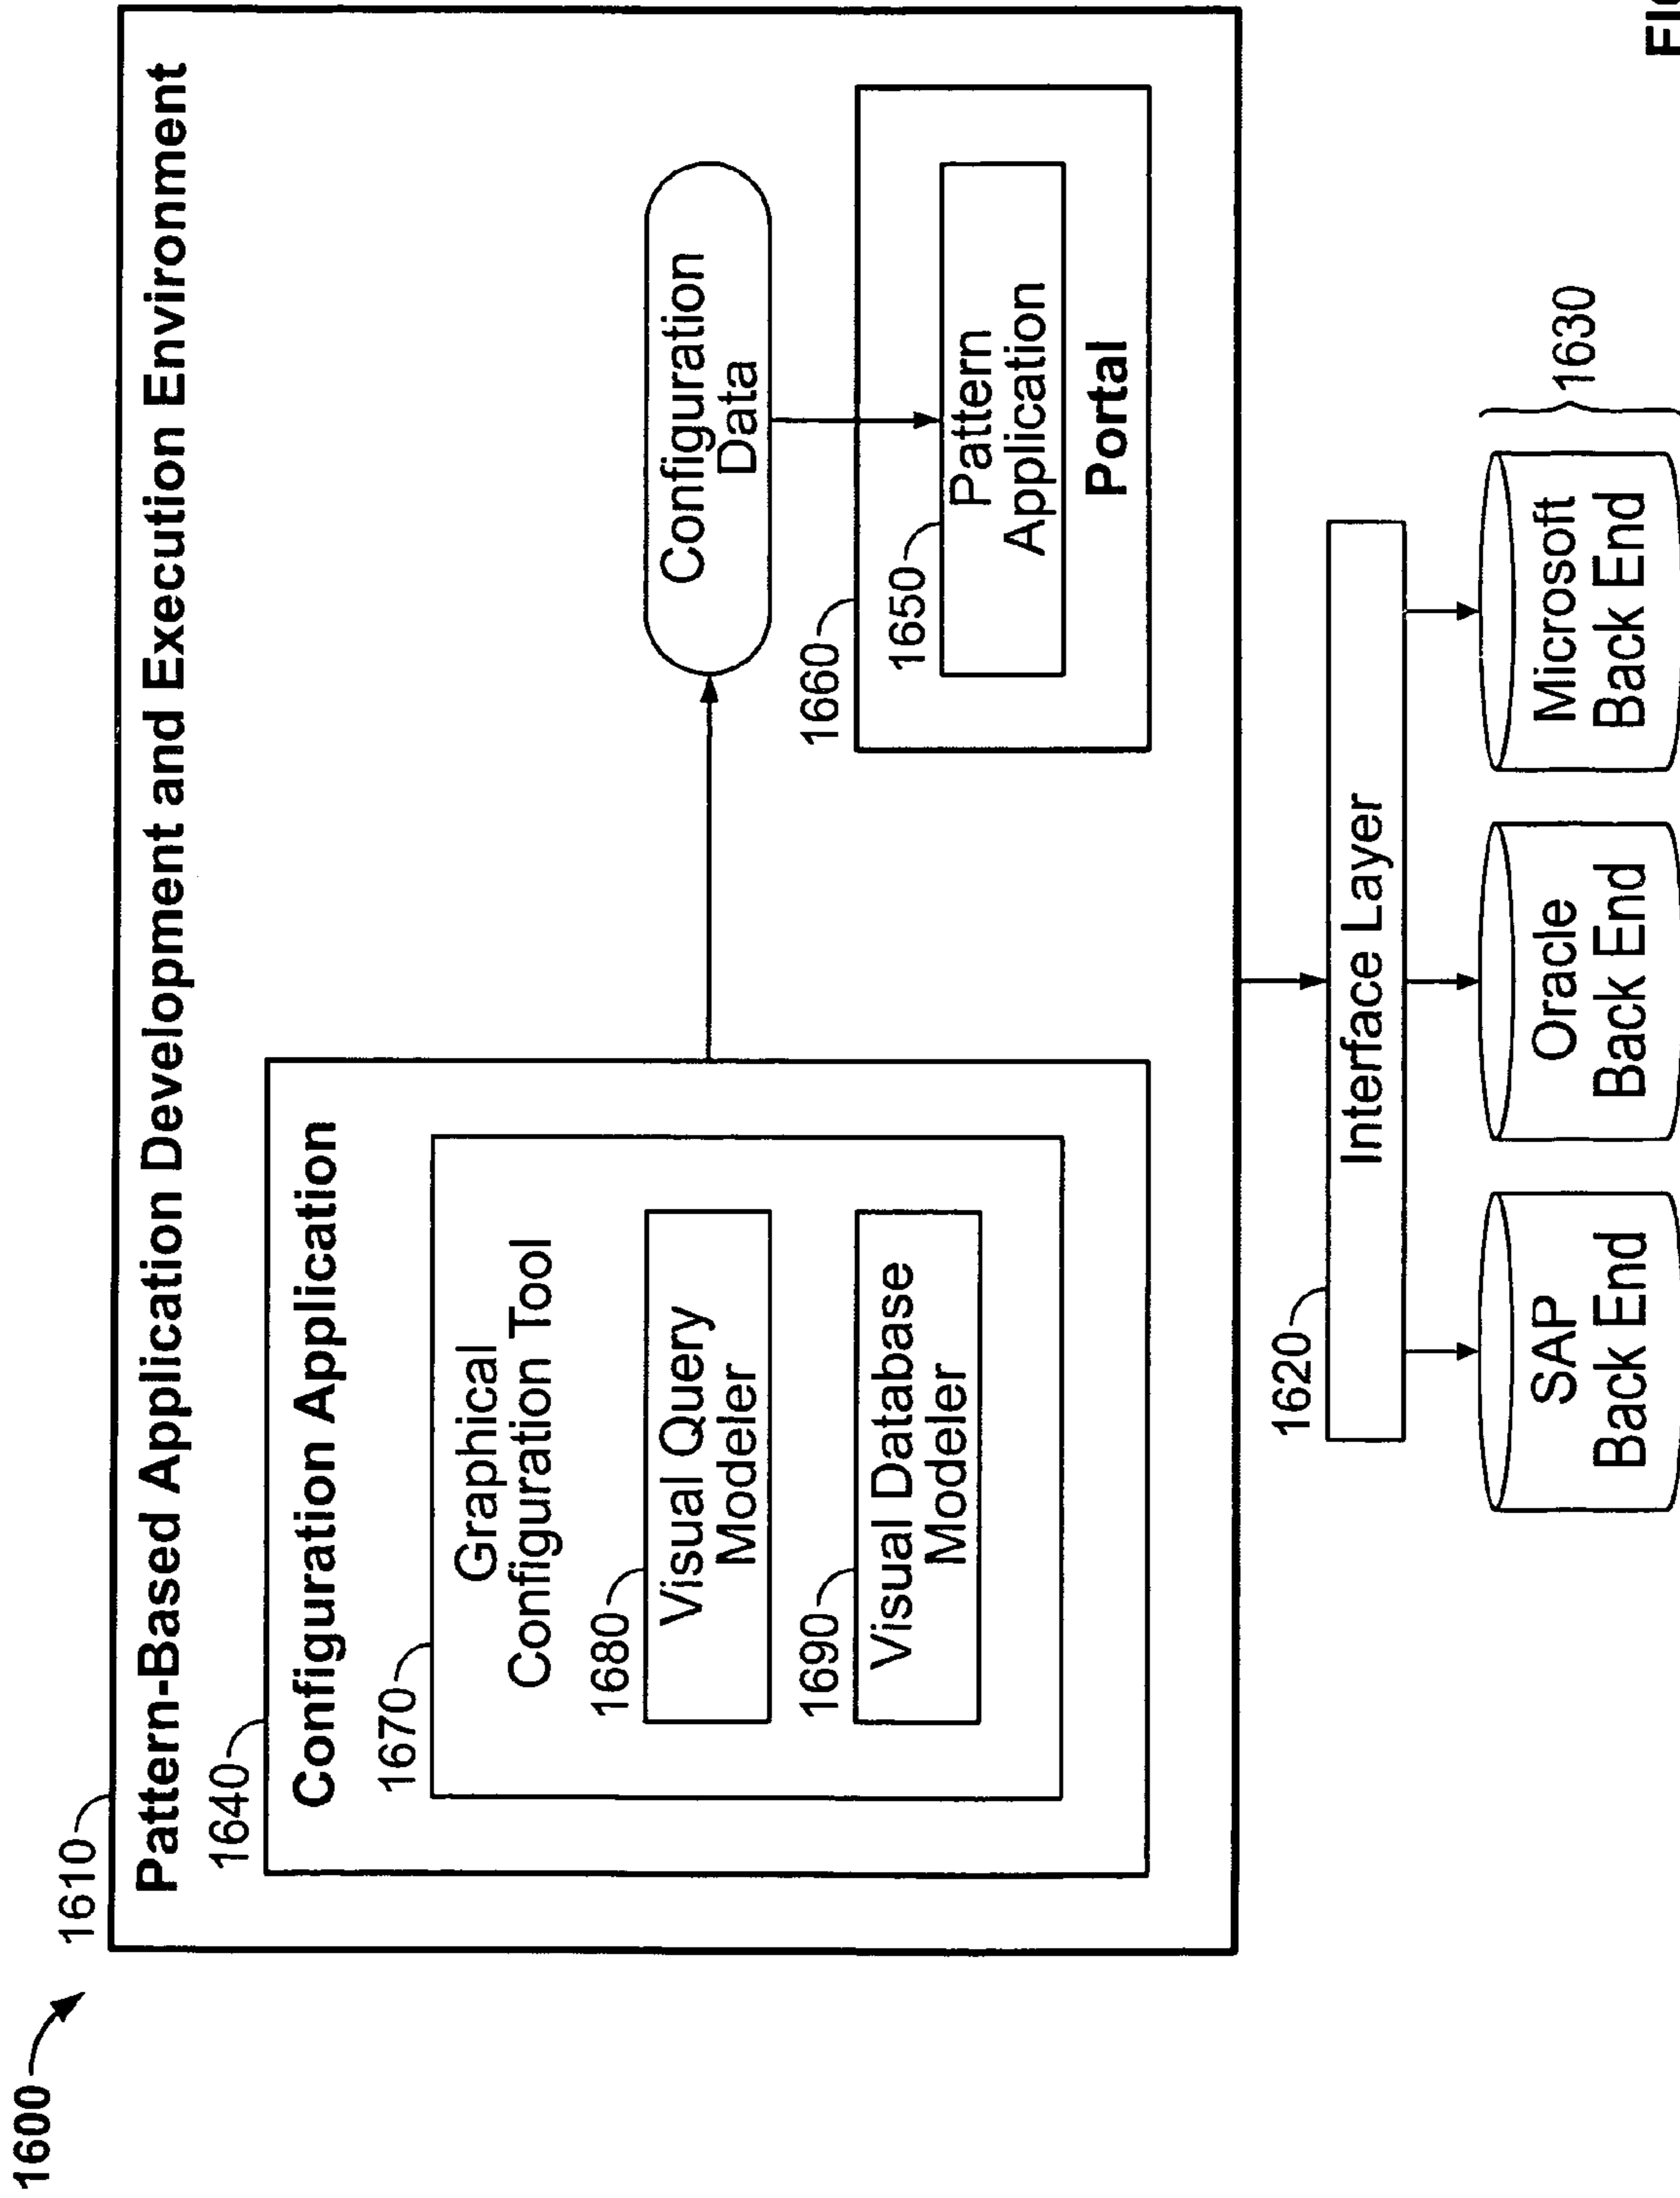 1600
1610
Pattern-Based Application Development and Execution Environment
1640
Configuration Application
1670
Graphical
Configuration Tool
1680
Visual Query
Modeler
1690
Visual Database
Modeler
Configuration
Data
1660
1650
Pattern
Application
Portal
1620
Interface Layer
SAP
Back End
Oracle
Back End
Microsoft
Back End
1630